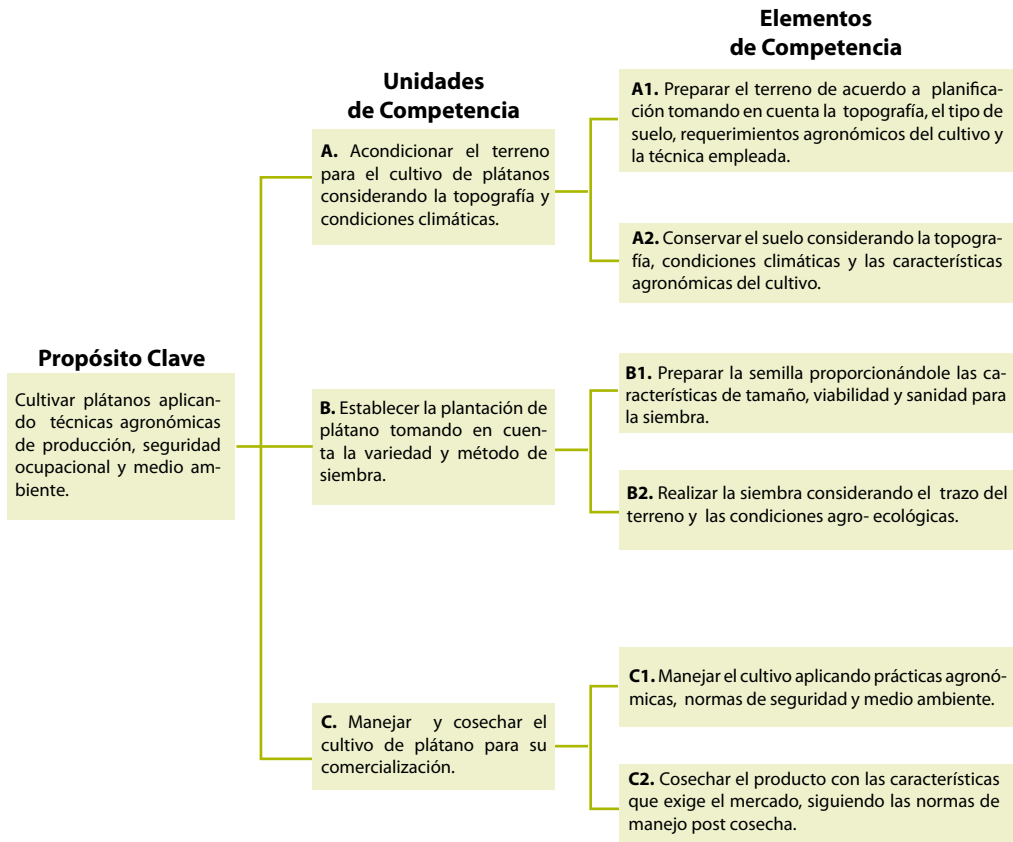 Propósito Clave
Cultivar plátanos aplican-
do técnicas agronómicas
de producción, seguridad
ocupacional y medio am-
biente.
Unidades
de Competencia
A. Acondicionar el terreno
para el cultivo de plátanos
considerando la topografía y
condiciones climáticas.
B. Establecer la plantación de
plátano tomando en cuen-
ta la variedad y método de
siembra.
C. Manejar y cosechar el
cultivo de plátano para su
comercialización.
Elementos
de Competencia
A1. Preparar el terreno de acuerdo a planifica-
ción tomando en cuenta la topografía, el tipo de
suelo, requerimientos agronómicos del cultivo y
la técnica empleada.
A2. Conservar el suelo considerando la topogra-
fía, condiciones climáticas y las características
agronómicas del cultivo.
B1. Preparar la semilla proporcionándole las ca-
racterísticas de tamaño, viabilidad y sanidad para
la siembra.
B2. Realizar la siembra considerando el trazo del
terreno y las condiciones agro- ecológicas.
C1. Manejar el cultivo aplicando prácticas agronó-
micas, normas de seguridad y medio ambiente.
C2. Cosechar el producto con las características
que exige el mercado, siguiendo las normas de
manejo post cosecha.